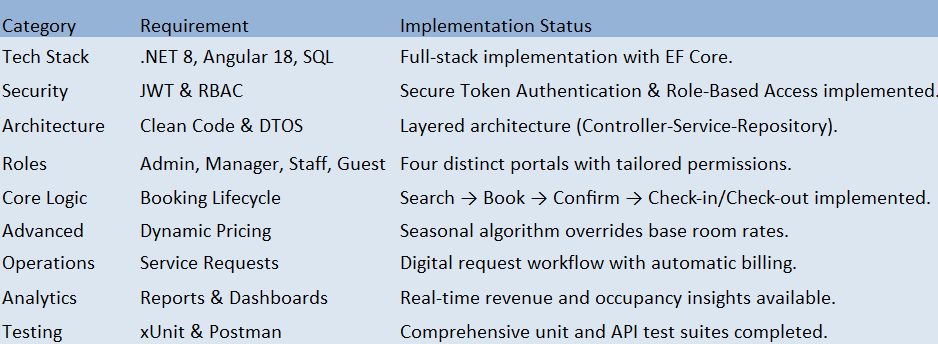 Category Requirement Implementation Status
Tech Stack .NET 8, Angular 18, SQL Full-stack implementation with EF Core.
Security JWT & RBAC Secure Token Authentication & Role-Based Access implemented.
Architecture Clean Code & DTOS Layered architecture (Controller-Service-Repository).
Roles Admin, Manager, Staff, Guest Four distinct portals with tailored permissions.
Core Logic Booking Lifecycle Search → Book → Confirm → Check-in/Check-out implemented.
Advanced Dynamic Pricing Seasonal algorithm overrides base room rates.
Operations Service Requests Digital request workflow with automatic billing.
Analytics Reports & Dashboards Real-time revenue and occupancy insights available.
Testing xUnit & Postman Comprehensive unit and API test suites completed.